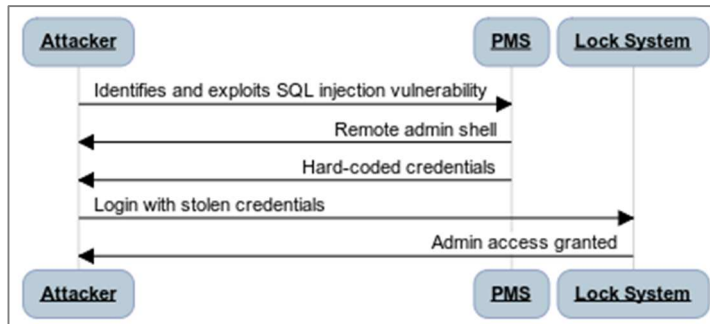 Attacker PMS Lock System
Identifies and exploits SQL injection vulnerability
Remote admin shell
Hard-coded credentials
Login with stolen credentials
Admin access granted
Attacker PMS Lock System